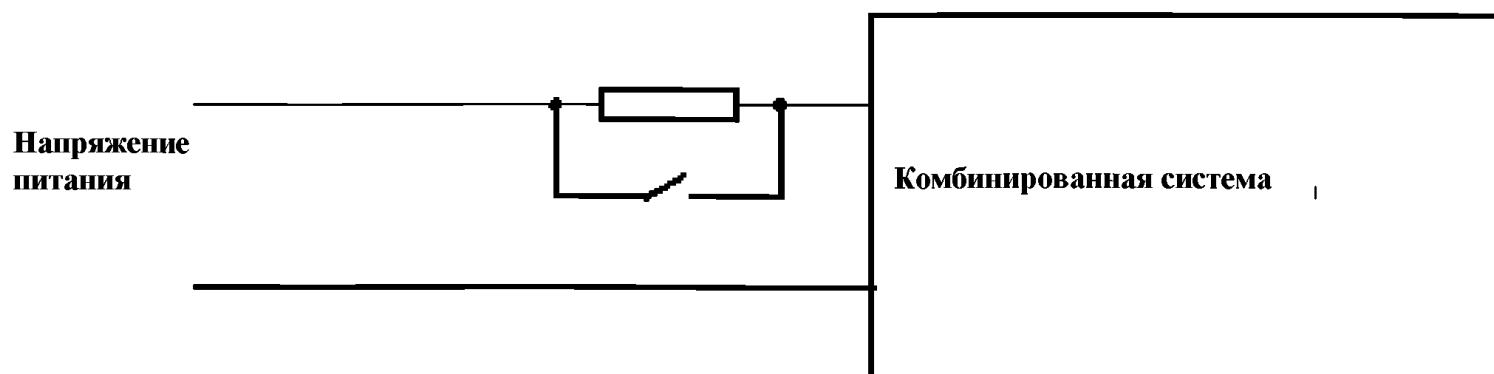 Напряжение
питания
Комбинированная система